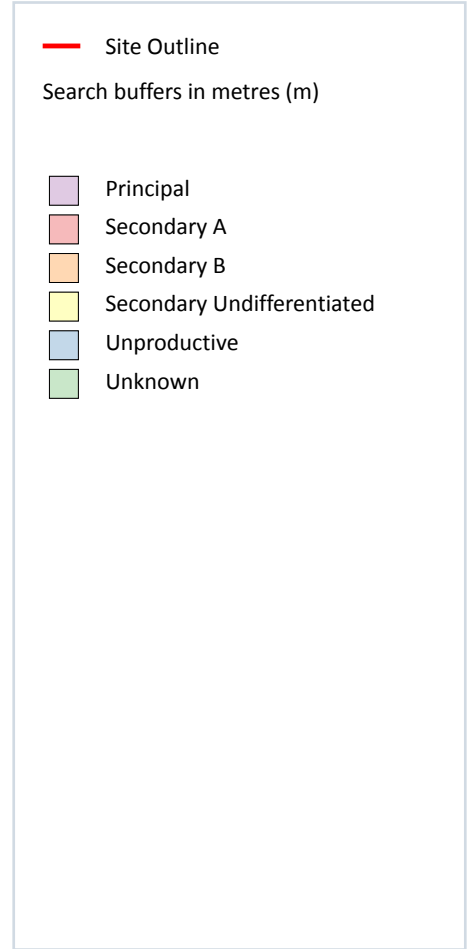 Site Outline
Search buffers in metres (m)
Principal
Secondary A
Secondary B
Secondary Undifferentiated
Unproductive
Unknown